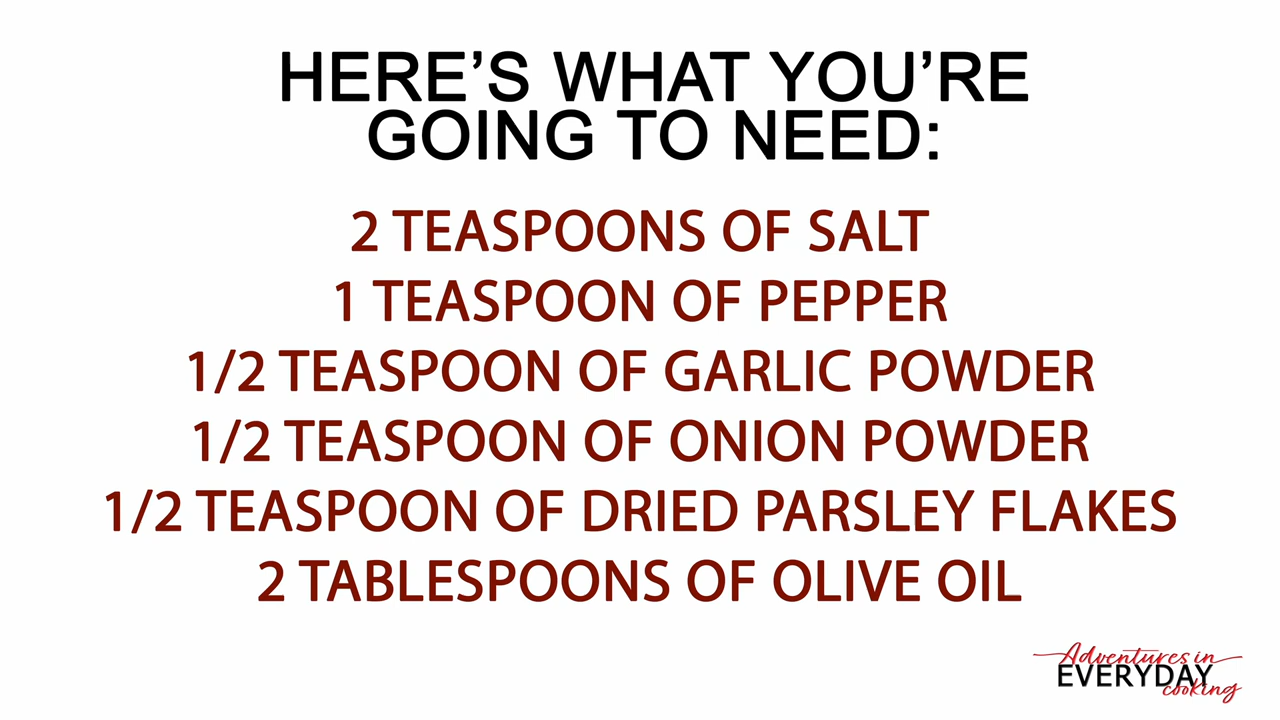 HERE’S WHAT YOU’RE
GOING TO NEED:
2 TEASPOONS OF SALT
1 TEASPOON OF PEPPER
1/2 TEASPOON OF GARLIC POWDER
1/2 TEASPOON OF ONION POWDER
1/2 TEASPOON OF DRIED PARSLEY FLAKES
2 TABLESPOONS OF OLIVE OIL
Adventures in
EVERYDAY
cooking